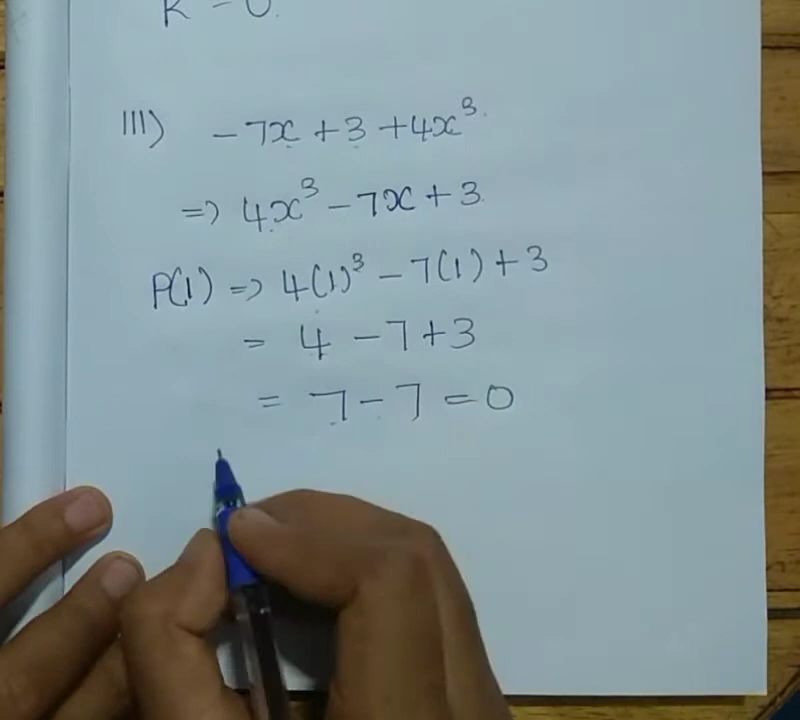 R = 0.
III) -7x + 3 + 4x³.
=> 4x³ - 7x + 3
P(1) => 4(1)³ - 7(1) + 3
= 4 - 7 + 3
= 7 - 7 = 0